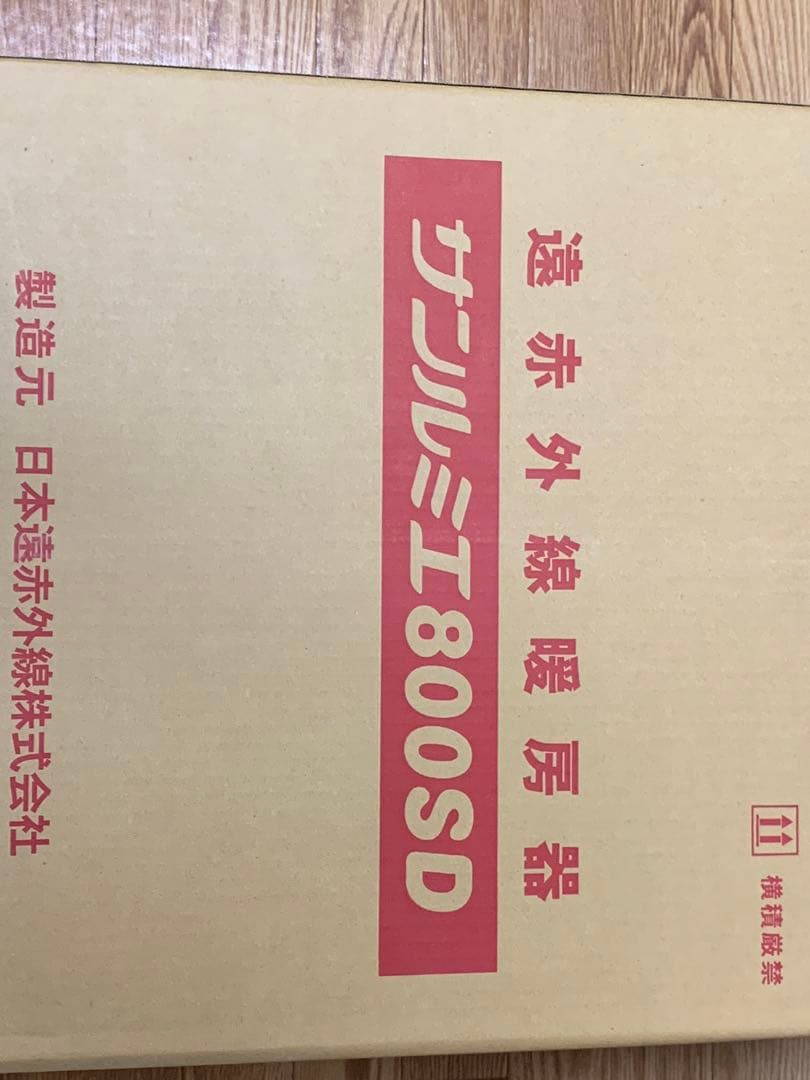 横積厳禁
遠赤外線暖房器
サンルミエ800SD
製造元 日本遠赤外線株式会社